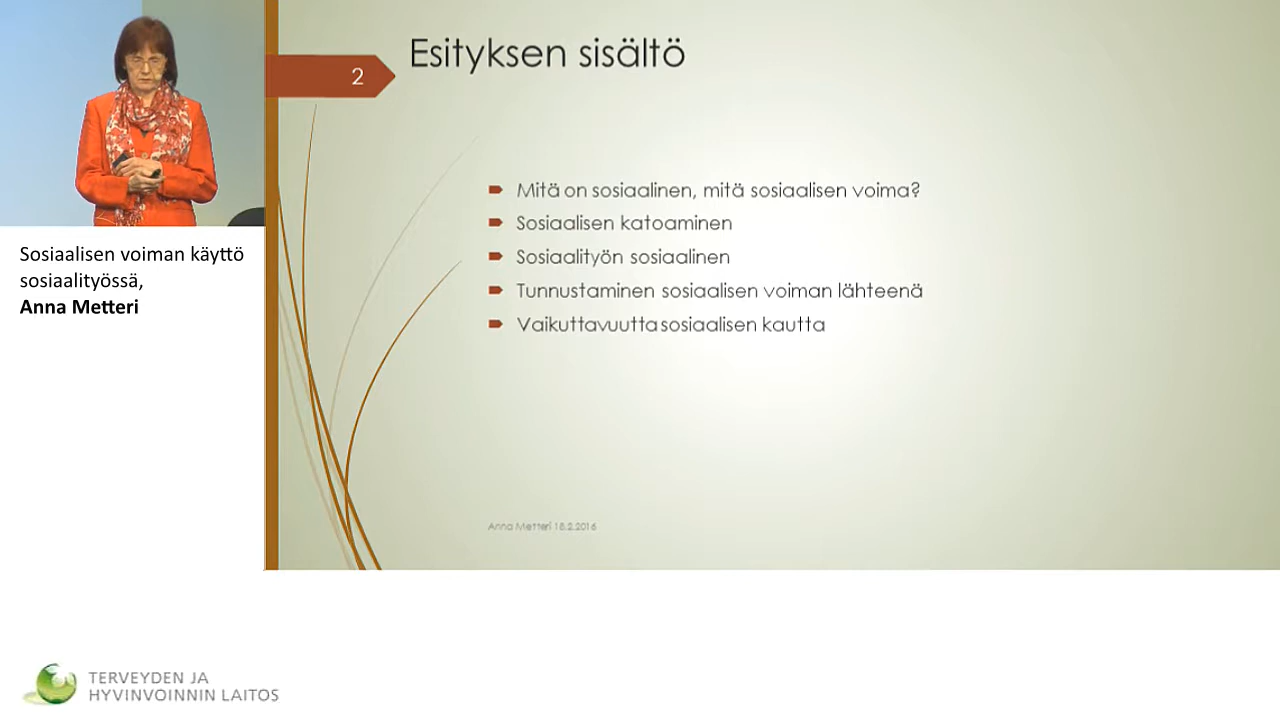 Sosiaalisen voiman käyttö
sosiaalityössä,
Anna Metteri
2
Esityksen sisältö
Mitä on sosiaalinen, mitä sosiaalisen voima?
Sosiaalisen katoaminen
Sosiaalityön sosiaalinen
Tunnustaminen sosiaalisen voiman lähteenä
Vaikuttavuutta sosiaalisen kautta
Anna Metteri 18.2.2016
TERVEYDEN JA
HYVINVOINNIN LAITOS